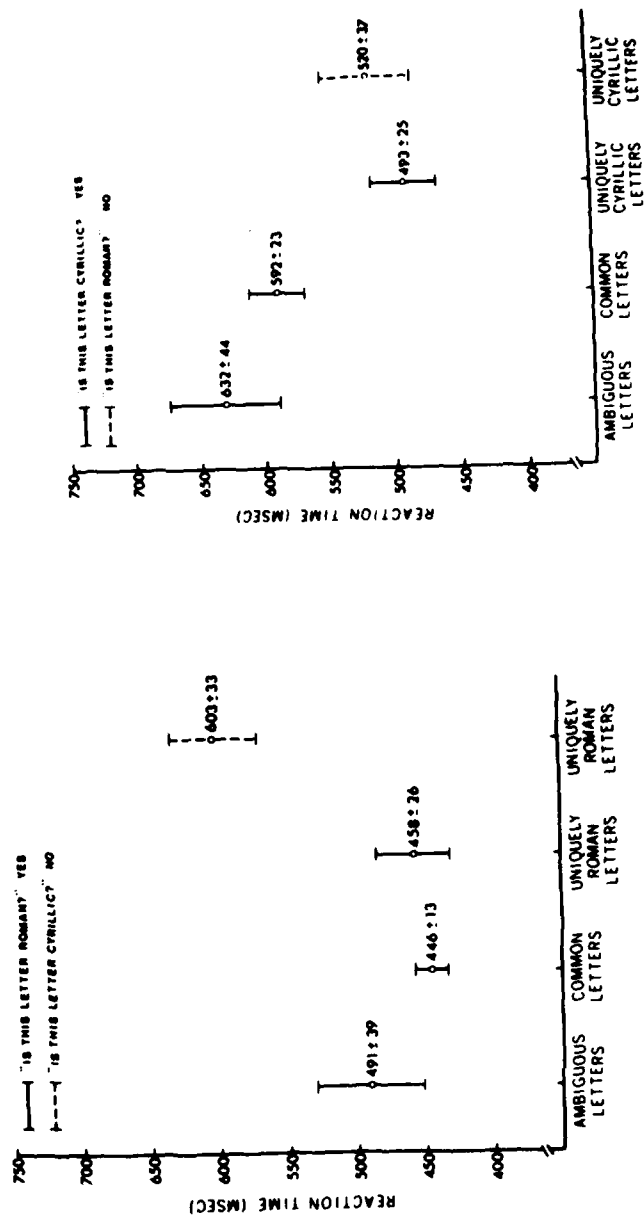 "IS THIS LETTER ROMAN?" YES
"IS THIS LETTER CYRILLIC?" NO
750
700
650
600
550
500
450
400
REACTION TIME (MSEC)
491 ± 39
446 ± 13
458 ± 26
603 ± 33
AMBIGUOUS LETTERS
COMMON LETTERS
UNIQUELY ROMAN LETTERS
UNIQUELY ROMAN LETTERS
"IS THIS LETTER CYRILLIC?" YES
"IS THIS LETTER ROMAN?" NO
750
700
650
600
550
500
450
400
REACTION TIME (MSEC)
632 ± 44
592 ± 23
493 ± 25
520 ± 37
AMBIGUOUS LETTERS
COMMON LETTERS
UNIQUELY CYRILLIC LETTERS
UNIQUELY CYRILLIC LETTERS